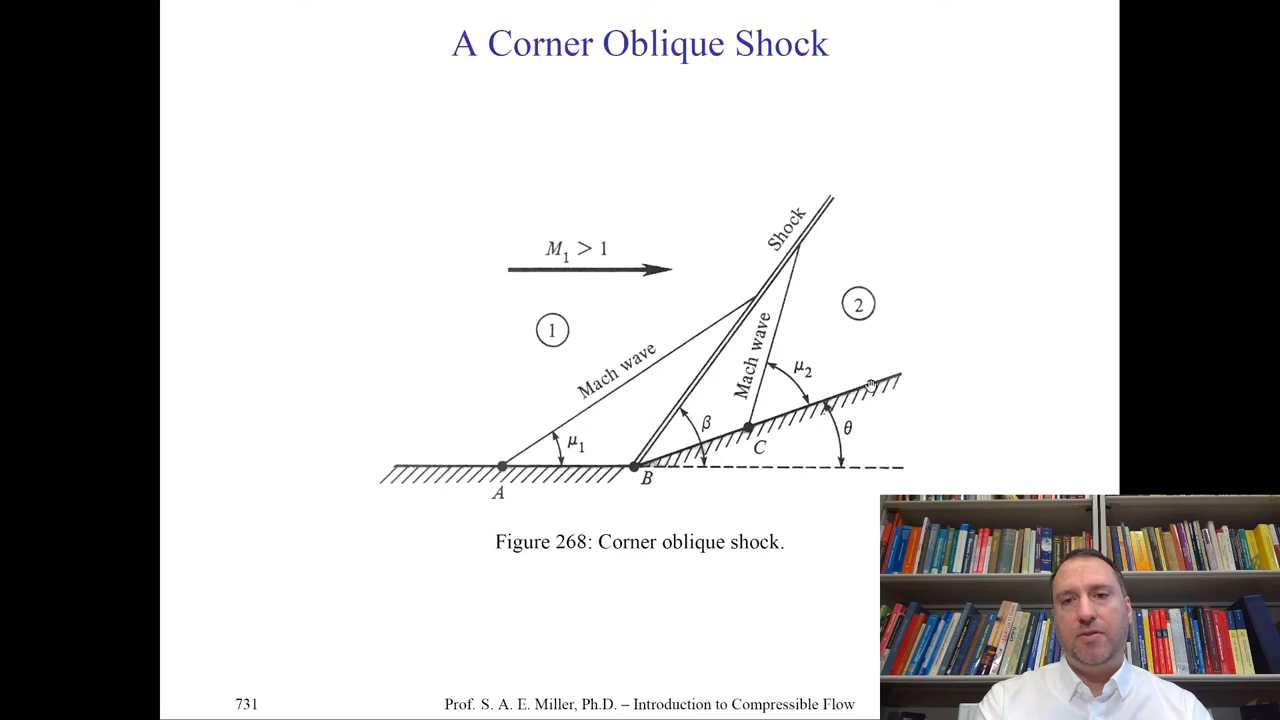 A Corner Oblique Shock
M₁ > 1
Shock
1
2
Mach wave
Mach wave
μ₁
β
μ₂
θ
A
B
C
Figure 268: Corner oblique shock.
731
Prof. S. A. E. Miller, Ph.D. – Introduction to Compressible Flow